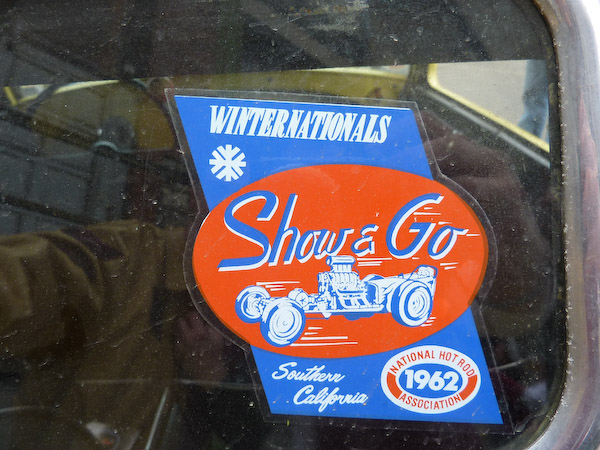 WINTERNATIONALS
Show & Go
Southern
California
NATIONAL HOT ROD
1962
ASSOCIATION